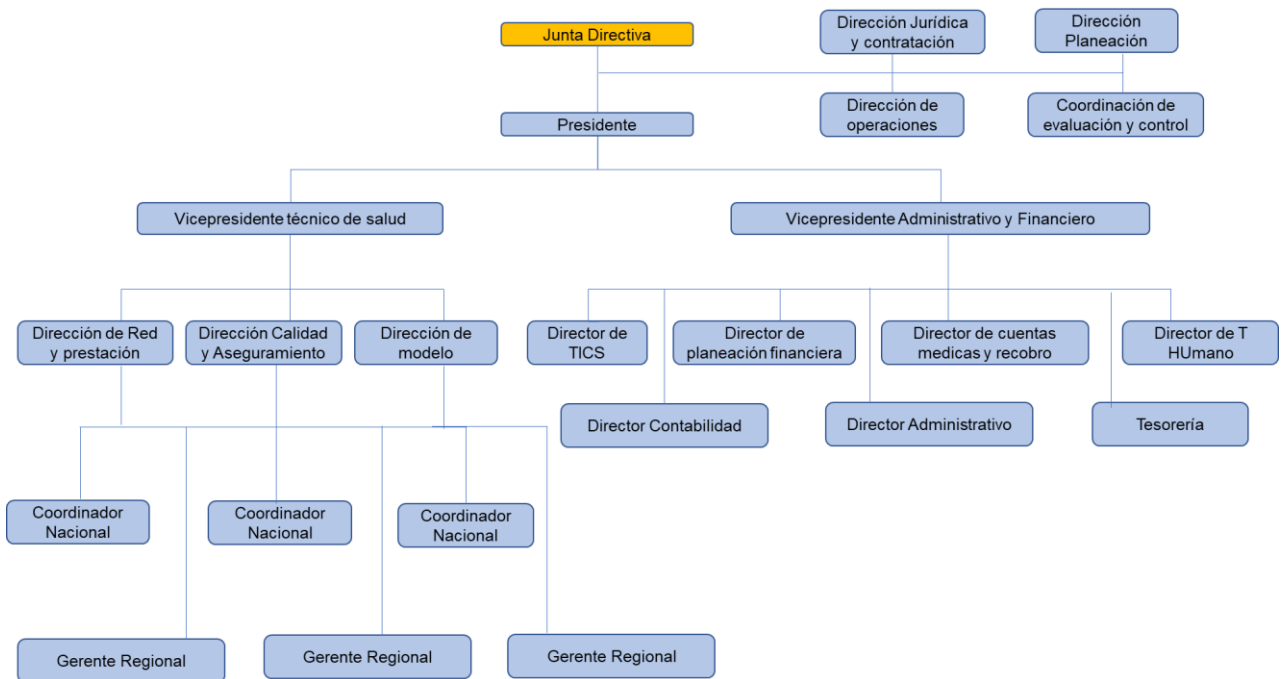 Junta Directiva
Dirección Jurídica
y contratación
Dirección
Planeación
Presidente
Dirección de
operaciones
Coordinación de
evaluación y control
Vicepresidente técnico de salud
Vicepresidente Administrativo y Financiero
Dirección de Red
y prestación
Dirección Calidad
y Aseguramiento
Dirección de
modelo
Director de
TICS
Director de
planeación financiera
Director de cuentas
medicas y recobro
Director de T
HUmano
Director Contabilidad
Director Administrativo
Tesorería
Coordinador
Nacional
Coordinador
Nacional
Coordinador
Nacional
Gerente Regional
Gerente Regional
Gerente Regional